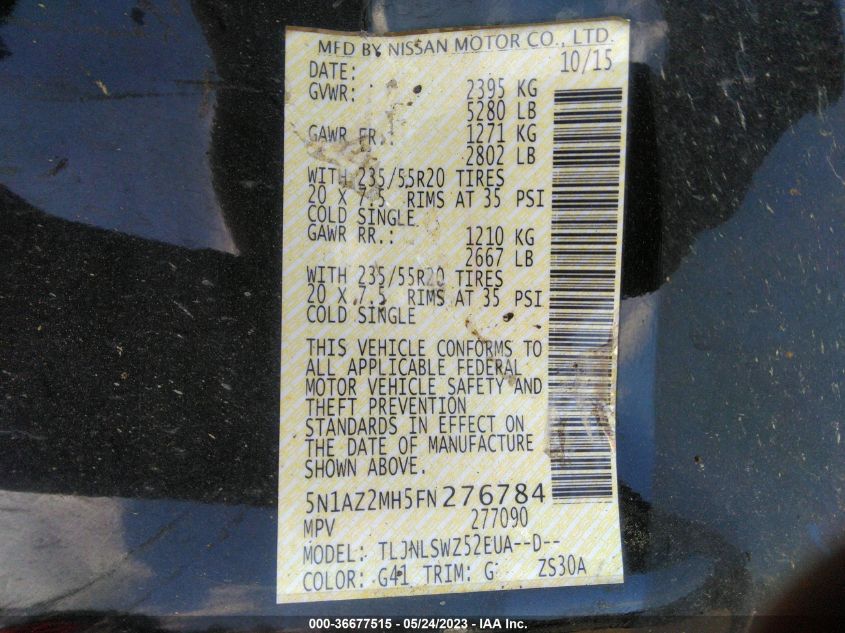 MFD BY NISSAN MOTOR CO., LTD.
DATE: 10/15
GVWR: 2395 KG
5280 LB
GAWR FR.: 1271 KG
2802 LB
WITH 235/55R20 TIRES
20 X 7.5 RIMS AT 35 PSI
COLD SINGLE
GAWR RR.: 1210 KG
2667 LB
WITH 235/55R20 TIRES
20 X 7.5 RIMS AT 35 PSI
COLD SINGLE
THIS VEHICLE CONFORMS TO
ALL APPLICABLE FEDERAL
MOTOR VEHICLE SAFETY AND
THEFT PREVENTION
STANDARDS IN EFFECT ON
THE DATE OF MANUFACTURE
SHOWN ABOVE.
5N1AZ2MH5FN276784
MPV 277090
MODEL: TLJNLSWZ52EUA--D--
COLOR: G41 TRIM: G ZS30A
000-36677515 - 05/24/2023 - IAA Inc.